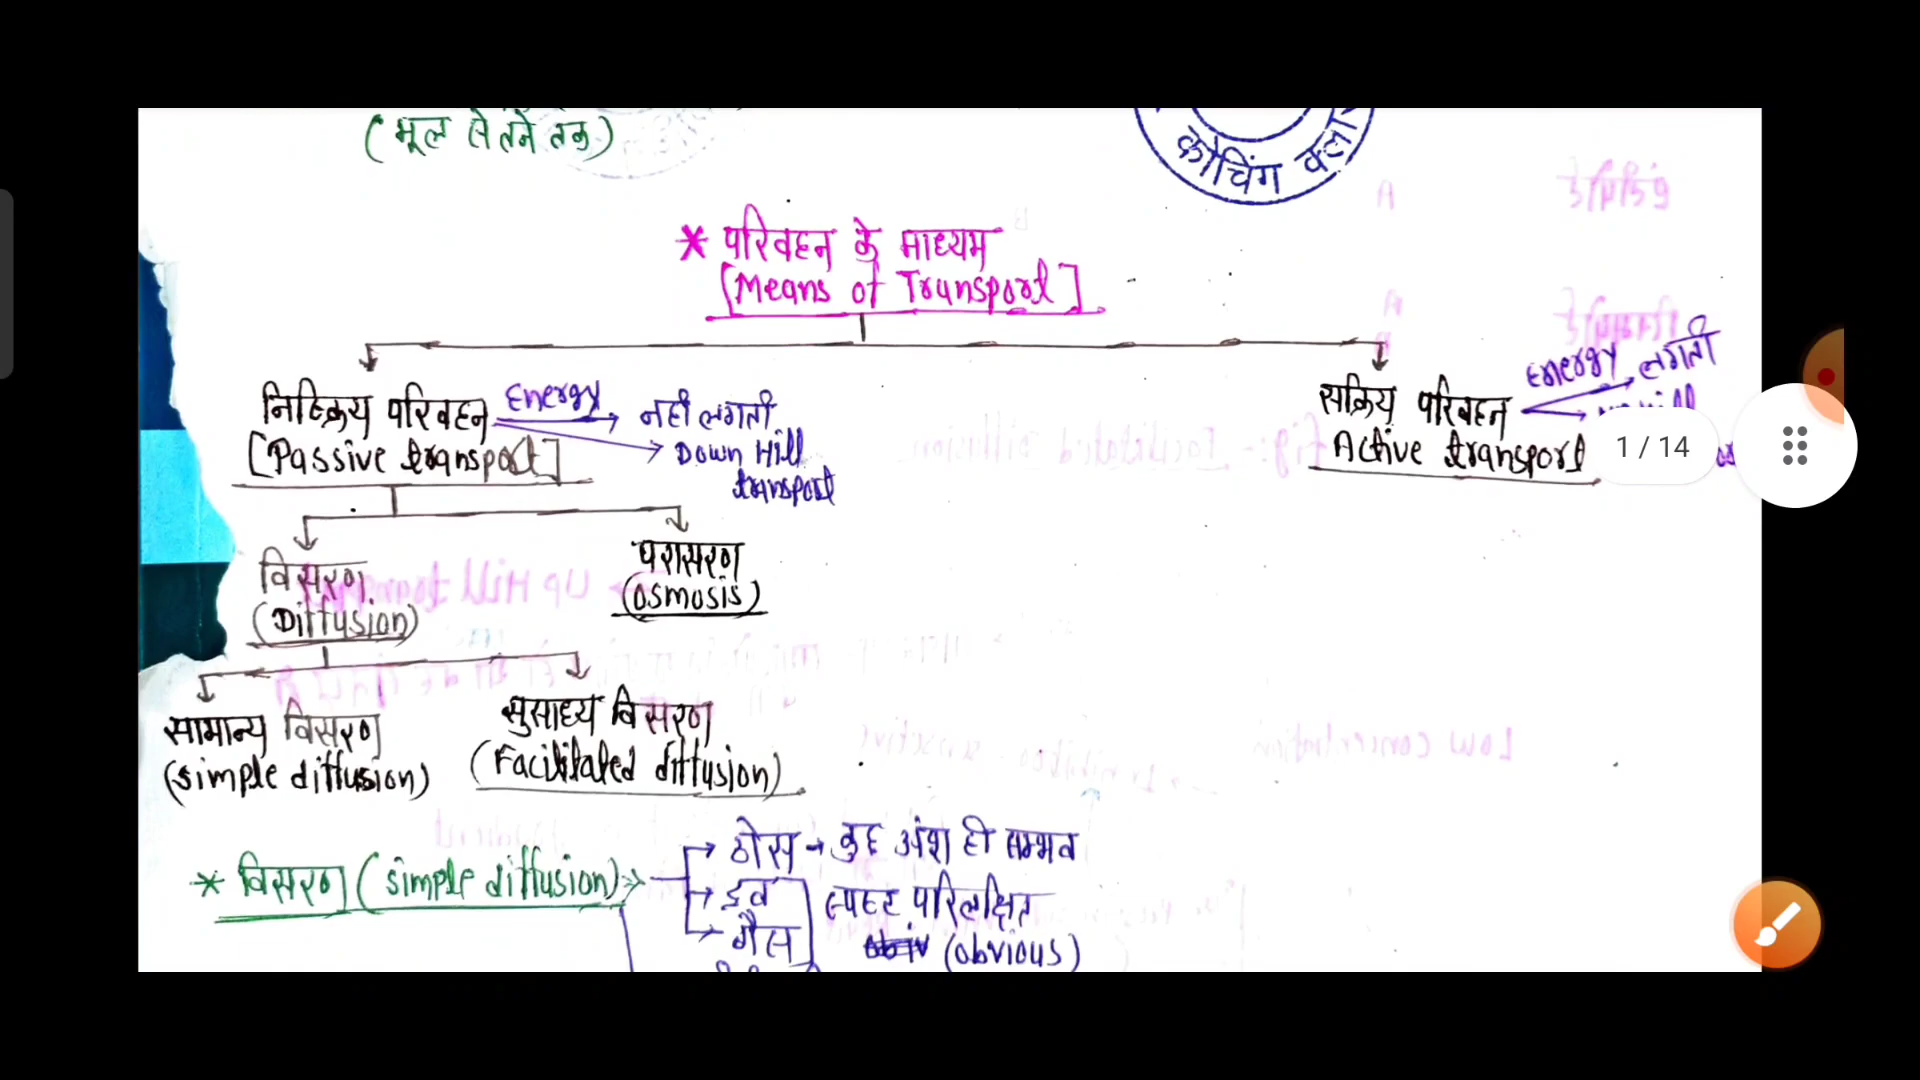 (मूल से तने तक)
कोचिंग क्ला
* परिवहन के माध्यम
[Means of Transport]
निष्क्रिय परिवहन
[Passive transport]
Energy नही लगती
Down Hill
transport
सक्रिय परिवहन
Active transport
Energy लगती
1 / 14
विसरण
(Diffusion)
परासरण
(osmosis)
सामान्य विसरण
(simple diffusion)
सुसाध्य विसरण
(Facilitated diffusion)
* विसरण (simple diffusion)
ठोस → कुछ अंश ही सम्भव
द्रव
गैस
स्पष्ट परिलक्षित
(obvious)